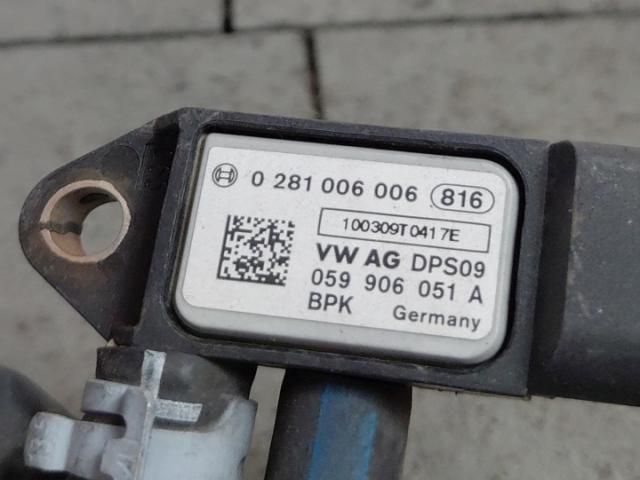 0 281 006 006 816
100309T0417E
VW AG DPS09
059 906 051 A
BPK Germany